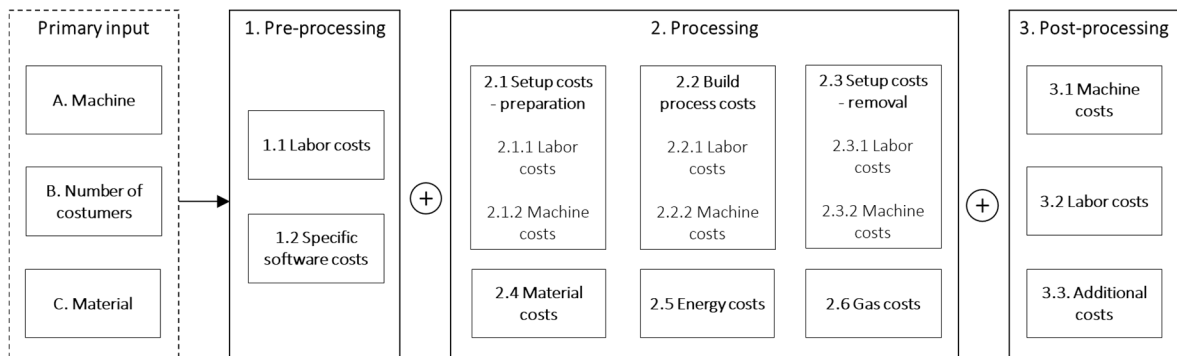 Primary input
A. Machine
B. Number of
costumers
C. Material
1. Pre-processing
1.1 Labor costs
1.2 Specific
software costs
+
2. Processing
2.1 Setup costs
- preparation
2.1.1 Labor
costs
2.1.2 Machine
costs
2.2 Build
process costs
2.2.1 Labor
costs
2.2.2 Machine
costs
2.3 Setup costs
- removal
2.3.1 Labor
costs
2.3.2 Machine
costs
2.4 Material
costs
2.5 Energy costs
2.6 Gas costs
+
3. Post-processing
3.1 Machine
costs
3.2 Labor costs
3.3. Additional
costs